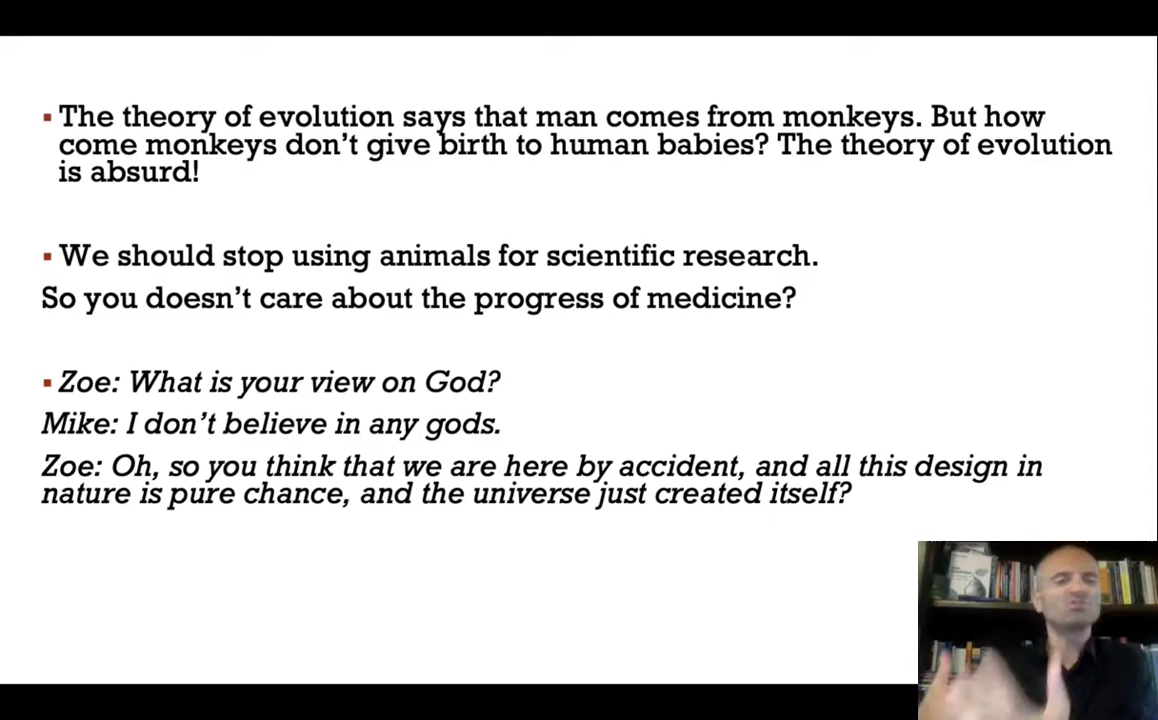 ▪ The theory of evolution says that man comes from monkeys. But how
come monkeys don't give birth to human babies? The theory of evolution
is absurd!
▪ We should stop using animals for scientific research.
So you doesn't care about the progress of medicine?
▪ Zoe: What is your view on God?
Mike: I don't believe in any gods.
Zoe: Oh, so you think that we are here by accident, and all this design in
nature is pure chance, and the universe just created itself?